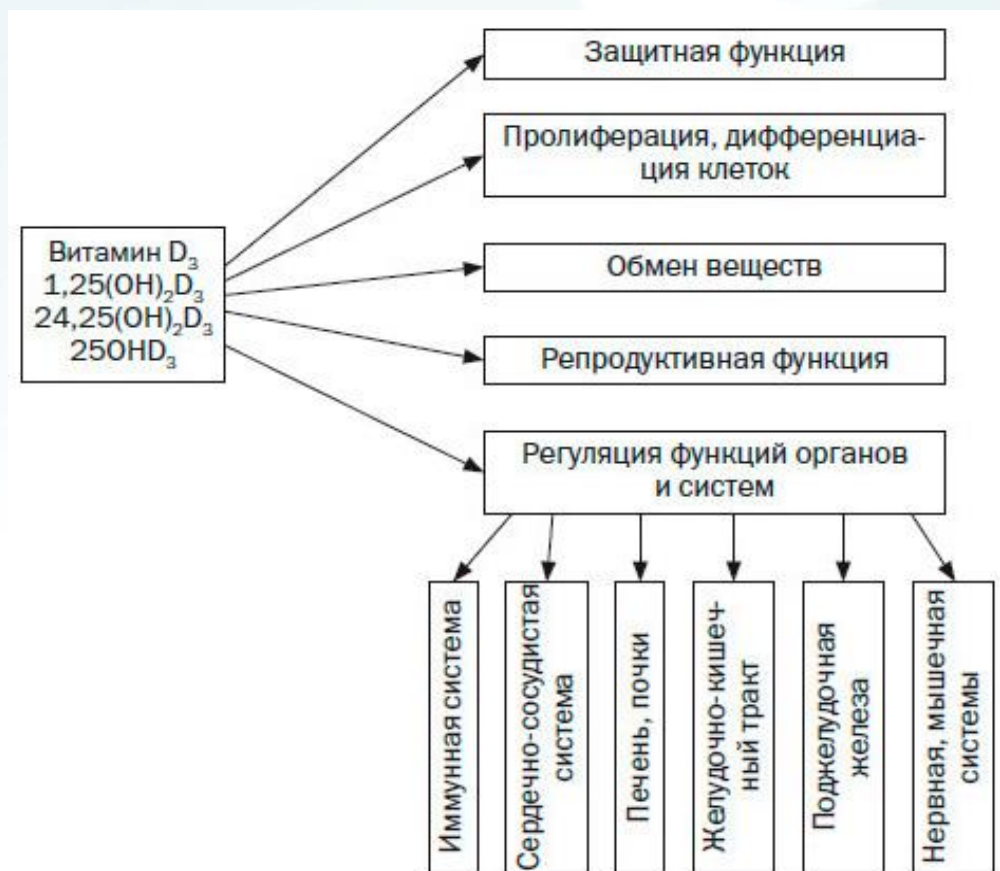 Защитная функция
Пролиферация, дифференциа-
ция клеток
Витамин D₃
1,25(OH)₂D₃
24,25(OH)₂D₃
25OHD₃
Обмен веществ
Репродуктивная функция
Регуляция функций органов
и систем
Иммунная система
Сердечно-сосудистая
система
Печень, почки
Желудочно-кишеч-
ный тракт
Поджелудочная
железа
Нервная, мышечная
системы